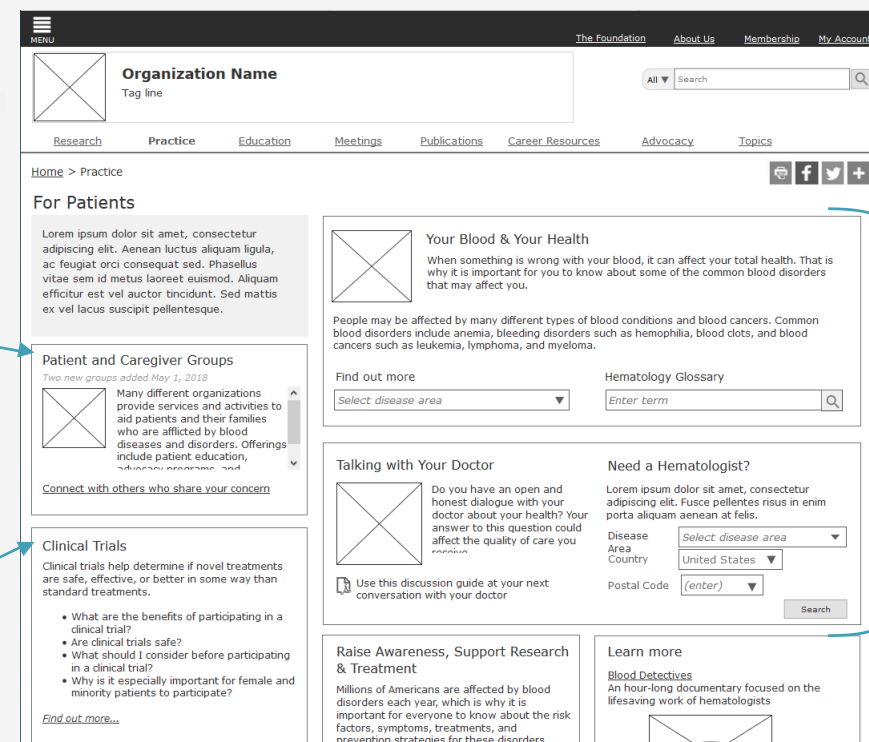 MENU
The Foundation About Us Membership My Account
Organization Name
Tag line
All ▼ Search
Research Practice Education Meetings Publications Career Resources Advocacy Topics
Home > Practice
For Patients
Lorem ipsum dolor sit amet, consectetur
adipiscing elit. Aenean luctus aliquam ligula,
ac feugiat orci consequat sed. Phasellus
vitae sem id metus laoreet euismod. Aliquam
efficitur est vel auctor tincidunt. Sed mattis
ex vel lacus suscipit pellentesque.
Patient and Caregiver Groups
Two new groups added May 1, 2018
Many different organizations
provide services and activities to
aid patients and their families
who are afflicted by blood
diseases and disorders. Offerings
include patient education,
advocacy programs, and
Connect with others who share your concern
Clinical Trials
Clinical trials help determine if novel treatments
are safe, effective, or better in some way than
standard treatments.
• What are the benefits of participating in a
clinical trial?
• Are clinical trials safe?
• What should I consider before participating
in a clinical trial?
• Why is it especially important for female and
minority patients to participate?
Find out more...
Your Blood & Your Health
When something is wrong with your blood, it can affect your total health. That is
why it is important for you to know about some of the common blood disorders
that may affect you.
People may be affected by many different types of blood conditions and blood cancers. Common
blood disorders include anemia, bleeding disorders such as hemophilia, blood clots, and blood
cancers such as leukemia, lymphoma, and myeloma.
Find out more
Select disease area
Hematology Glossary
Enter term
Talking with Your Doctor
Do you have an open and
honest dialogue with your
doctor about your health? Your
answer to this question could
affect the quality of care you
receive.
Use this discussion guide at your next
conversation with your doctor
Need a Hematologist?
Lorem ipsum dolor sit amet, consectetur
adipiscing elit. Fusce pellentes risus in enim
porta aliquam aenean at felis.
Disease
Area
Select disease area
Country
United States
Postal Code
(enter)
Search
Raise Awareness, Support Research
& Treatment
Millions of Americans are affected by blood
disorders each year, which is why it is
important for everyone to know about the risk
factors, symptoms, treatments, and
prevention strategies for these disorders
Learn more
Blood Detectives
An hour-long documentary focused on the
lifesaving work of hematologists